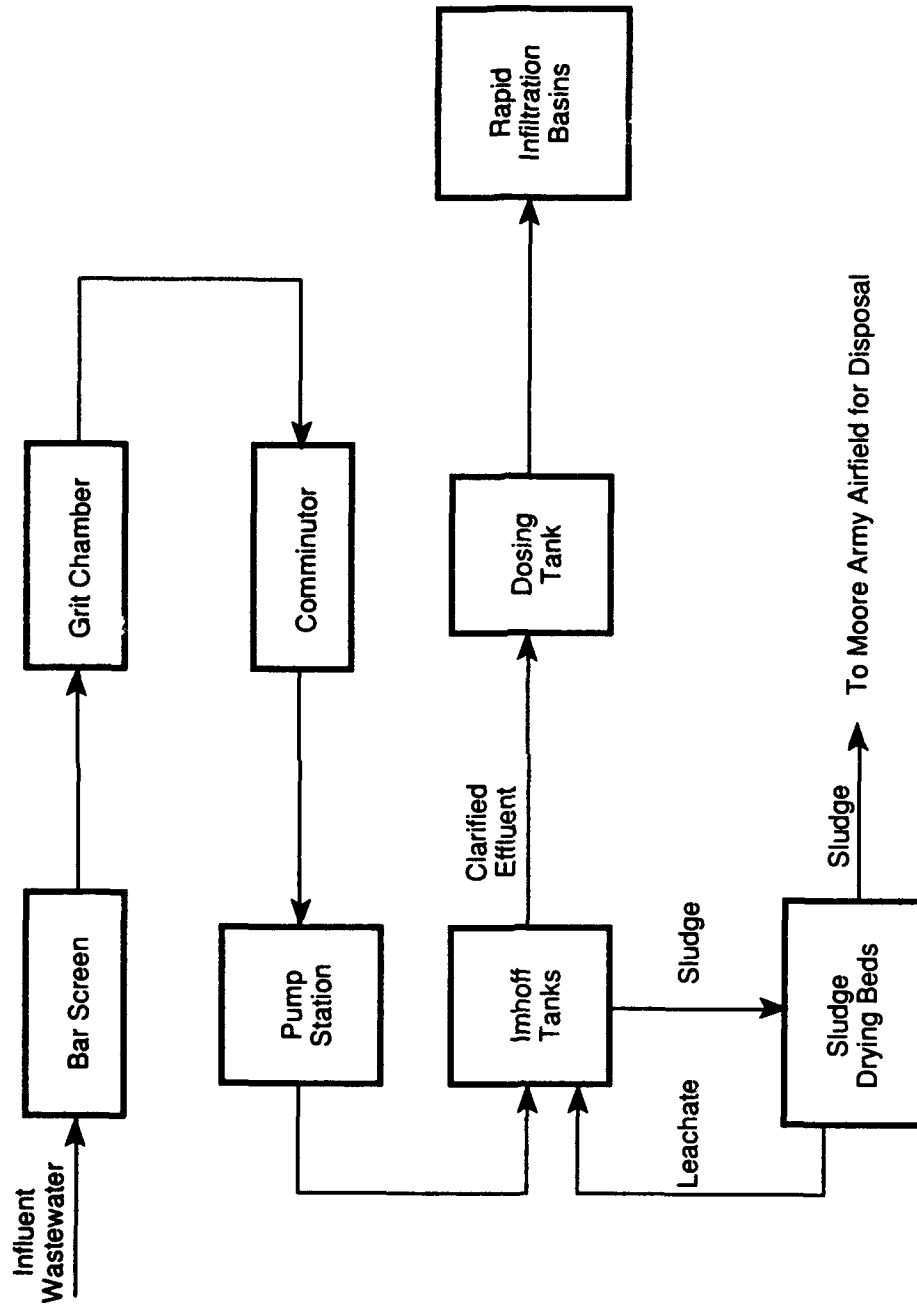 Influent
Wastewater
Bar Screen
Grit Chamber
Pump
Station
Comminutor
Imhoff
Tanks
Clarified
Effluent
Dosing
Tank
Rapid
Infiltration
Basins
Leachate
Sludge
Sludge
Drying Beds
Sludge
To Moore Army Airfield for Disposal